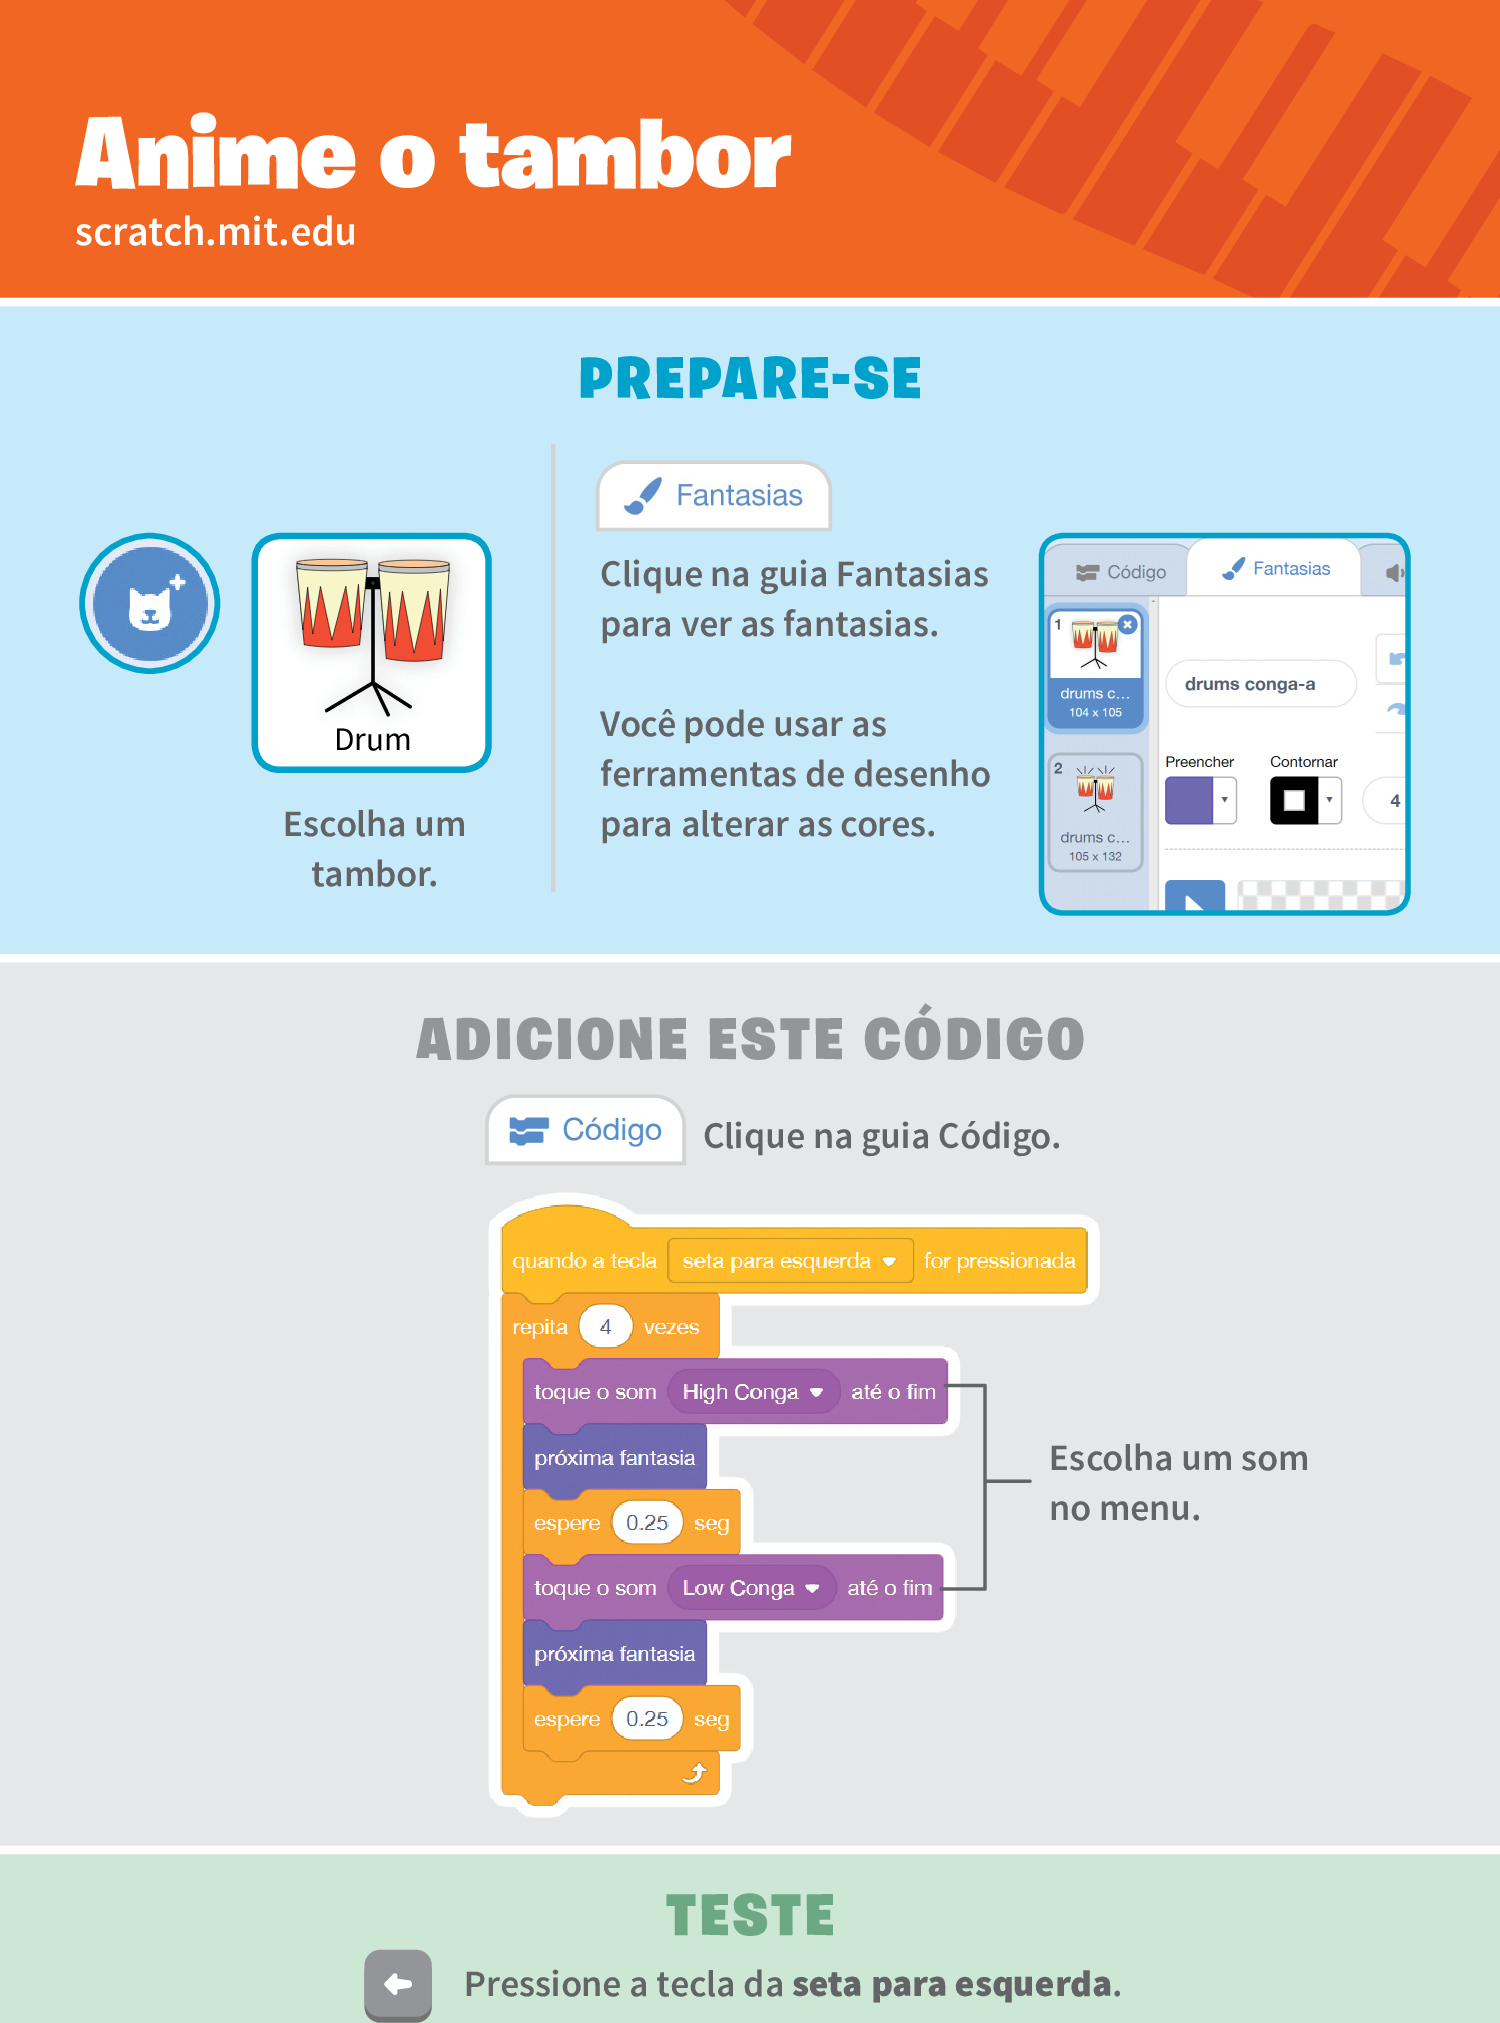 Anime o tambor
scratch.mit.edu
PREPARE-SE
Drum
Escolha um
tambor.
Fantasias
Clique na guia Fantasias
para ver as fantasias.
Você pode usar as
ferramentas de desenho
para alterar as cores.
Código Fantasias
1
drums c...
104 x 105
drums conga-a
2
drums c...
105 x 132
Preencher Contornar
4
ADICIONE ESTE CÓDIGO
Código Clique na guia Código.
quando a tecla seta para esquerda for pressionada
repita 4 vezes
toque o som High Conga até o fim
próxima fantasia
espere 0.25 seg
toque o som Low Conga até o fim
próxima fantasia
espere 0.25 seg
Escolha um som
no menu.
TESTE
Pressione a tecla da seta para esquerda.